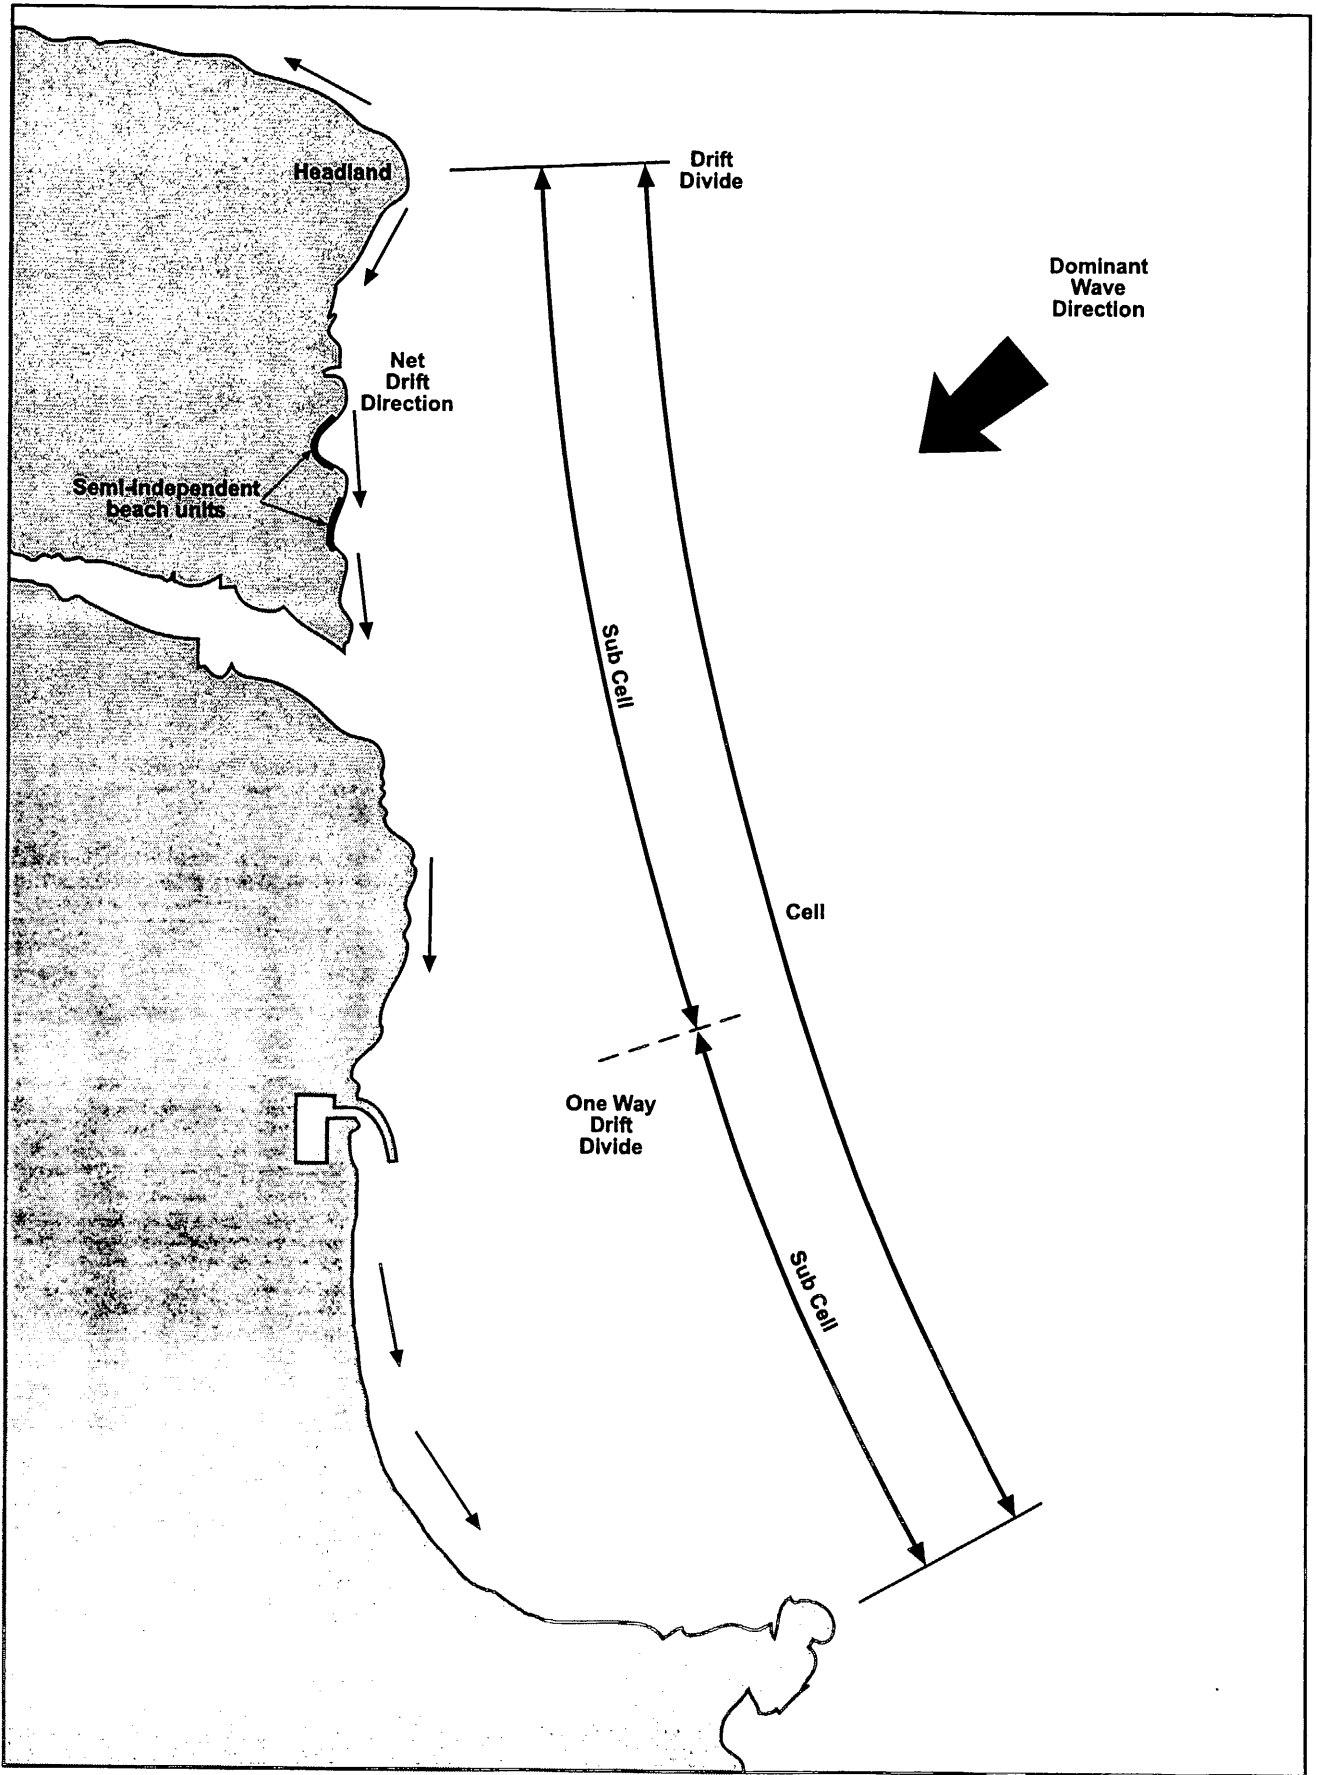 Headland
Drift
Divide
Dominant
Wave
Direction
Net
Drift
Direction
Semi-Independent
beach units
Sub Cell
Cell
One Way
Drift
Divide
Sub Cell